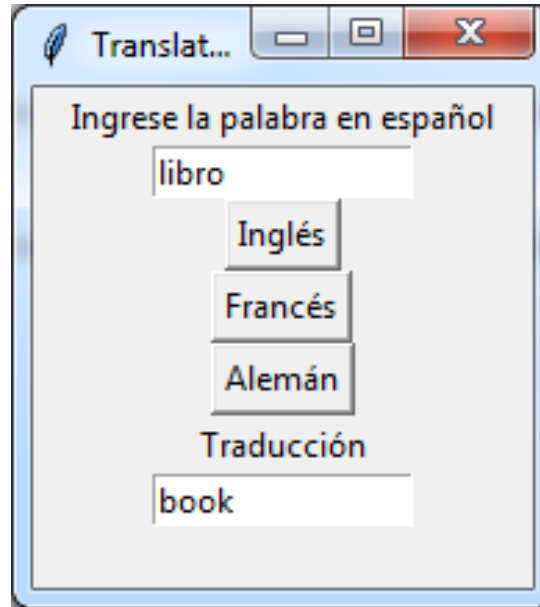 Translat...
Ingrese la palabra en español
libro
Inglés
Francés
Alemán
Traducción
book